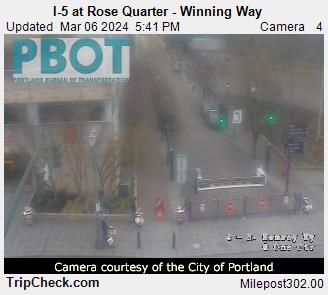 I-5 at Rose Quarter - Winning Way
Updated Mar 06 2024 5:41 PM Camera 4
PBOT
PORTLAND BUREAU OF TRANSPORTATION
Camera courtesy of the City of Portland
TripCheck.com Milepost302.00